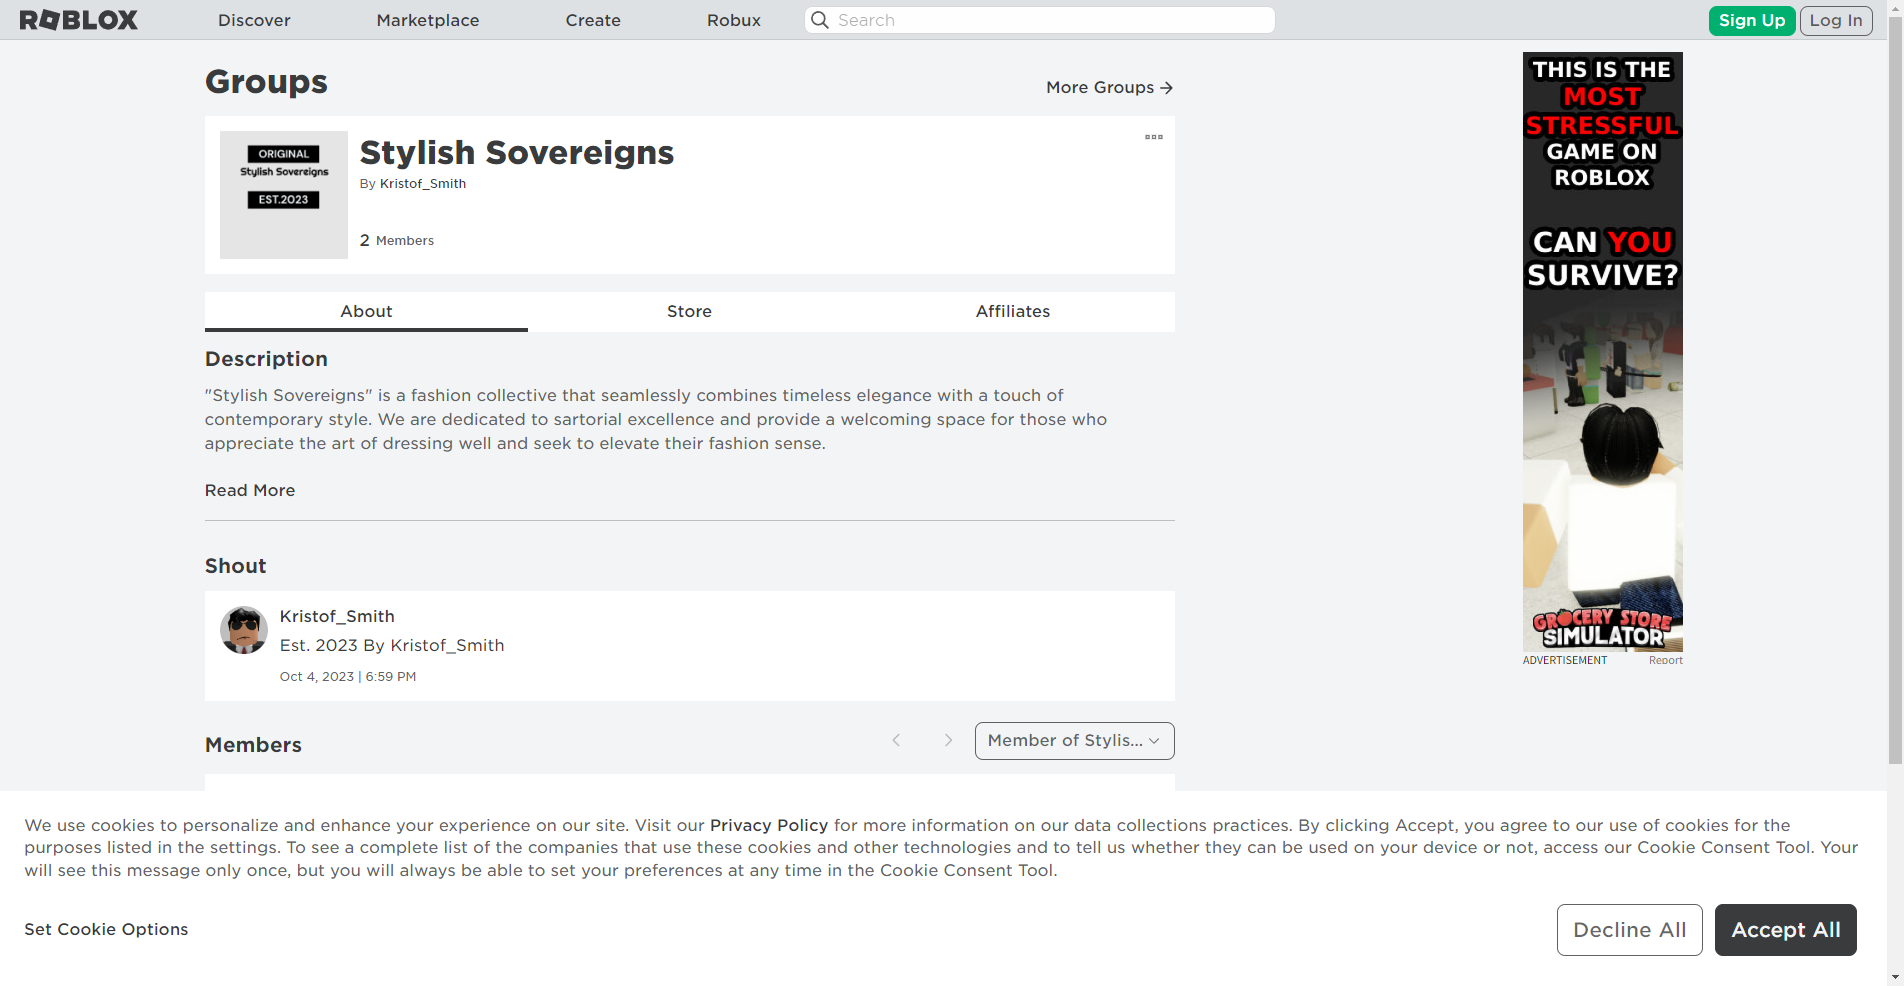 ROBLOX
Discover
Marketplace
Create
Robux
Search
Sign Up
Log In
Groups
More Groups
ORIGINAL
Stylish Sovereigns
EST.2023
Stylish Sovereigns
By Kristof_Smith
2 Members
About
Store
Affiliates
Description
"Stylish Sovereigns" is a fashion collective that seamlessly combines timeless elegance with a touch of
contemporary style. We are dedicated to sartorial excellence and provide a welcoming space for those who
appreciate the art of dressing well and seek to elevate their fashion sense.
Read More
Shout
Kristof_Smith
Est. 2023 By Kristof_Smith
Oct 4, 2023 | 6:59 PM
Members
Member of Stylis...
THIS IS THE
MOST
STRESSFUL
GAME ON
ROBLOX
CAN YOU
SURVIVE?
GROCERY STORE
SIMULATOR
ADVERTISEMENT
Report
We use cookies to personalize and enhance your experience on our site. Visit our Privacy Policy for more information on our data collections practices. By clicking Accept, you agree to our use of cookies for the
purposes listed in the settings. To see a complete list of the companies that use these cookies and other technologies and to tell us whether they can be used on your device or not, access our Cookie Consent Tool. Your
will see this message only once, but you will always be able to set your preferences at any time in the Cookie Consent Tool.
Set Cookie Options
Decline All
Accept All